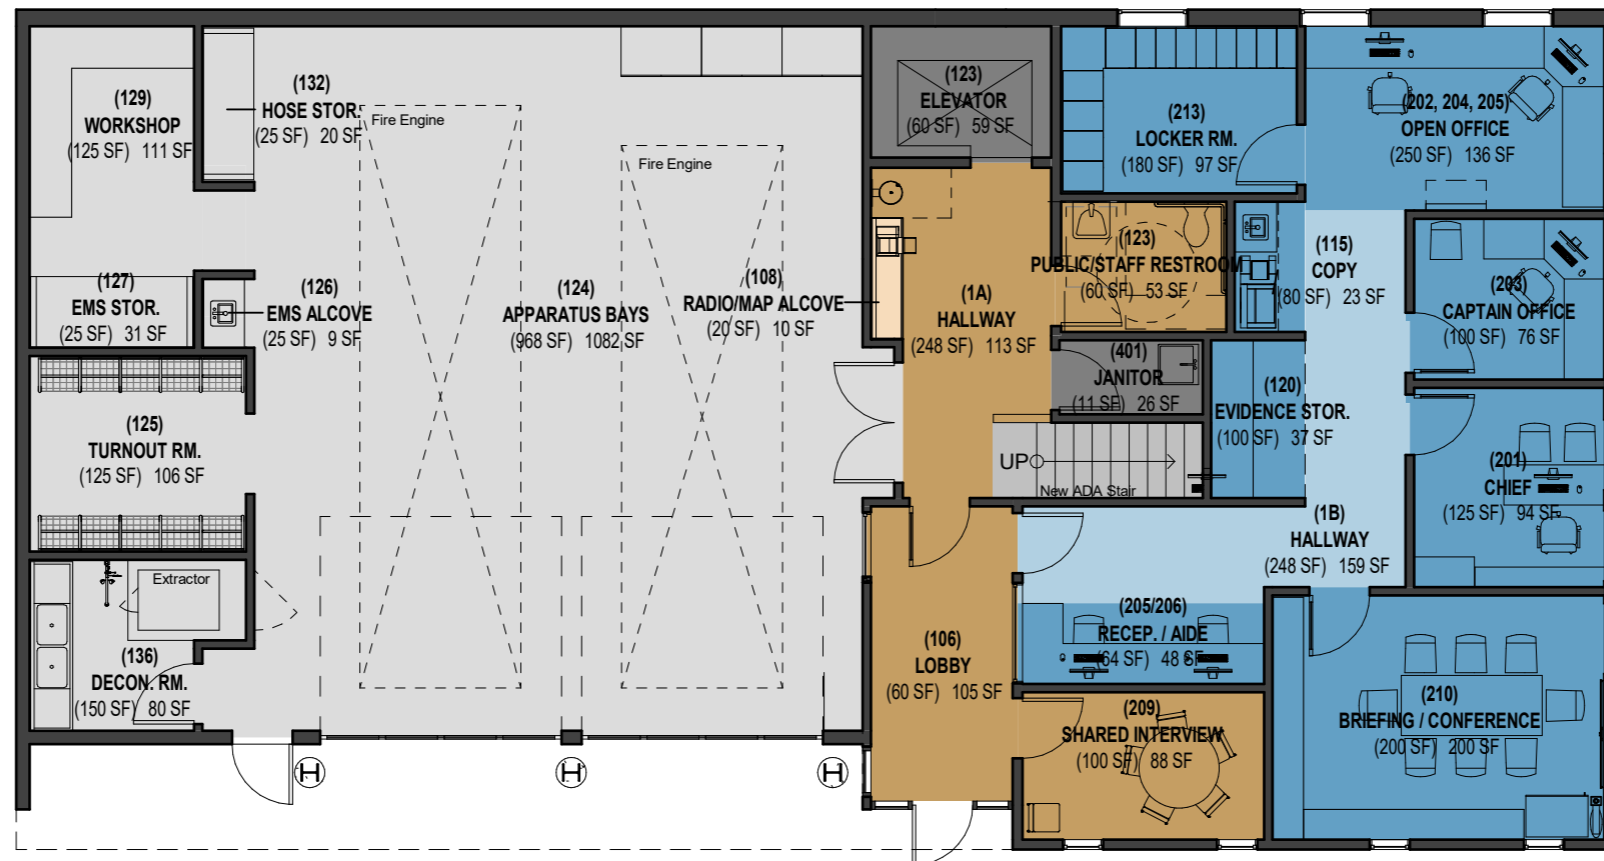 (129)
WORKSHOP
(125 SF) 111 SF
(132)
HOSE STOR.
(25 SF) 20 SF
Fire Engine
Fire Engine
(123)
ELEVATOR
(60 SF) 59 SF
(213)
LOCKER RM.
(180 SF) 97 SF
(202, 204, 205)
OPEN OFFICE
(250 SF) 136 SF
(127)
EMS STOR.
(25 SF) 31 SF
(126)
EMS ALCOVE
(25 SF) 9 SF
(124)
APPARATUS BAYS
(968 SF) 1082 SF
(108)
RADIO/MAP ALCOVE
(20 SF) 10 SF
(1A)
HALLWAY
(248 SF) 113 SF
(123)
PUBLIC/STAFF RESTROOM
(60 SF) 53 SF
(115)
COPY
(80 SF) 23 SF
(203)
CAPTAIN OFFICE
(100 SF) 76 SF
(401)
JANITOR
(11 SF) 26 SF
(120)
EVIDENCE STOR.
(100 SF) 37 SF
(125)
TURNOUT RM.
(125 SF) 106 SF
UP
New ADA Stair
(201)
CHIEF
(125 SF) 94 SF
(1B)
HALLWAY
(248 SF) 159 SF
Extractor
(136)
DECON. RM.
(150 SF) 80 SF
(106)
LOBBY
(60 SF) 105 SF
(205/206)
RECEP. / AIDE
(64 SF) 48 SF
(209)
SHARED INTERVIEW
(100 SF) 88 SF
(210)
BRIEFING / CONFERENCE
(200 SF) 200 SF
H
H
H